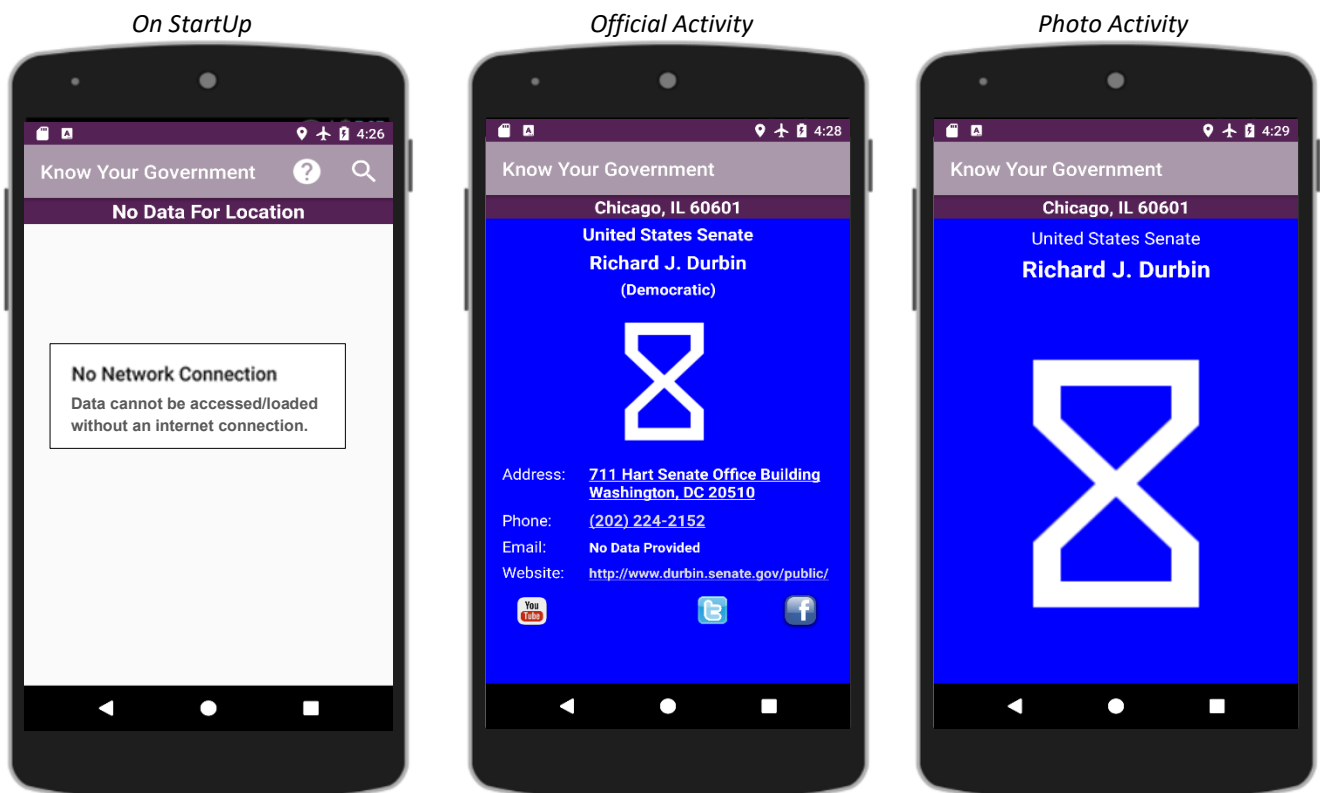 On StartUp
4:26
Know Your Government
?
No Data For Location
No Network Connection
Data cannot be accessed/loaded
without an internet connection.
Official Activity
4:28
Know Your Government
Chicago, IL 60601
United States Senate
Richard J. Durbin
(Democratic)
Address: 711 Hart Senate Office Building
Washington, DC 20510
Phone: (202) 224-2152
Email: No Data Provided
Website: http://www.durbin.senate.gov/public/
You
Tube
Photo Activity
4:29
Know Your Government
Chicago, IL 60601
United States Senate
Richard J. Durbin